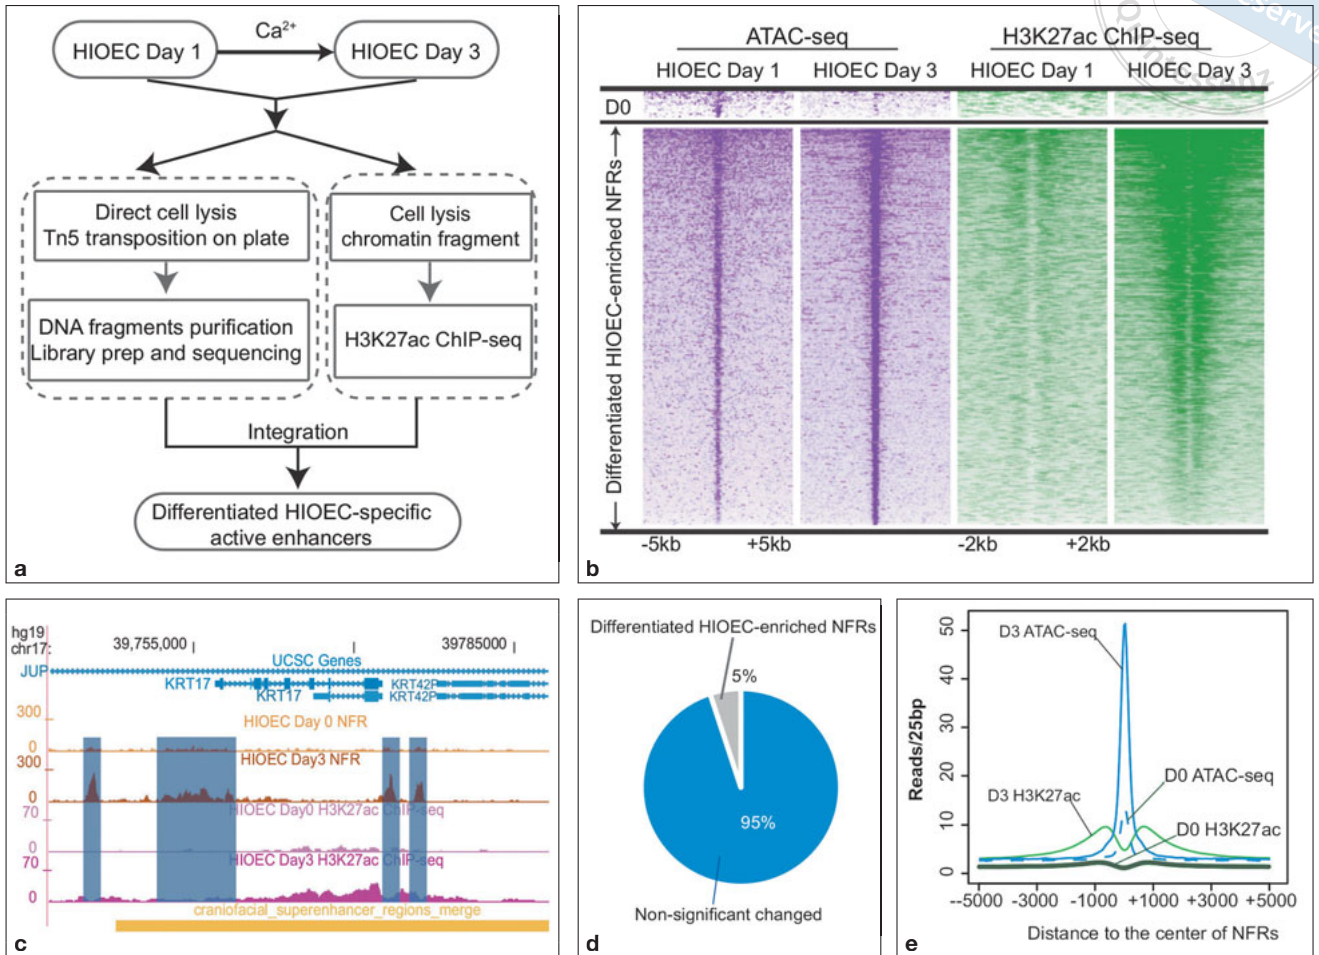 HIOEC Day 1
Ca²⁺
HIOEC Day 3
Direct cell lysis
Tn5 transposition on plate
Cell lysis
chromatin fragment
DNA fragments purification
Library prep and sequencing
H3K27ac ChIP-seq
Integration
Differentiated HIOEC-specific
active enhancers
a
ATAC-seq
H3K27ac ChIP-seq
HIOEC Day 1
HIOEC Day 3
HIOEC Day 1
HIOEC Day 3
D0
Differentiated HIOEC-enriched NFRs
-5kb
+5kb
-2kb
+2kb
b
hg19
chr17:
39,755,000
39785000
UCSC Genes
JUP
KRT17
KRT42P
KRT17
KRT42P
300
HIOEC Day 0 NFR
0
HIOEC Day3 NFR
300
0
HIOEC Day0 H3K27ac ChIP-seq
70
0
HIOEC Day3 H3K27ac ChIP-seq
70
0
craniofacial_superenhancer_regions_merge
c
Differentiated HIOEC-enriched NFRs
5%
95%
Non-significant changed
d
Reads/25bp
50
40
30
20
10
0
D3 ATAC-seq
D0 ATAC-seq
D3 H3K27ac
D0 H3K27ac
--5000 -3000 -1000 +1000 +3000 +5000
Distance to the center of NFRs
e
Quintessenz